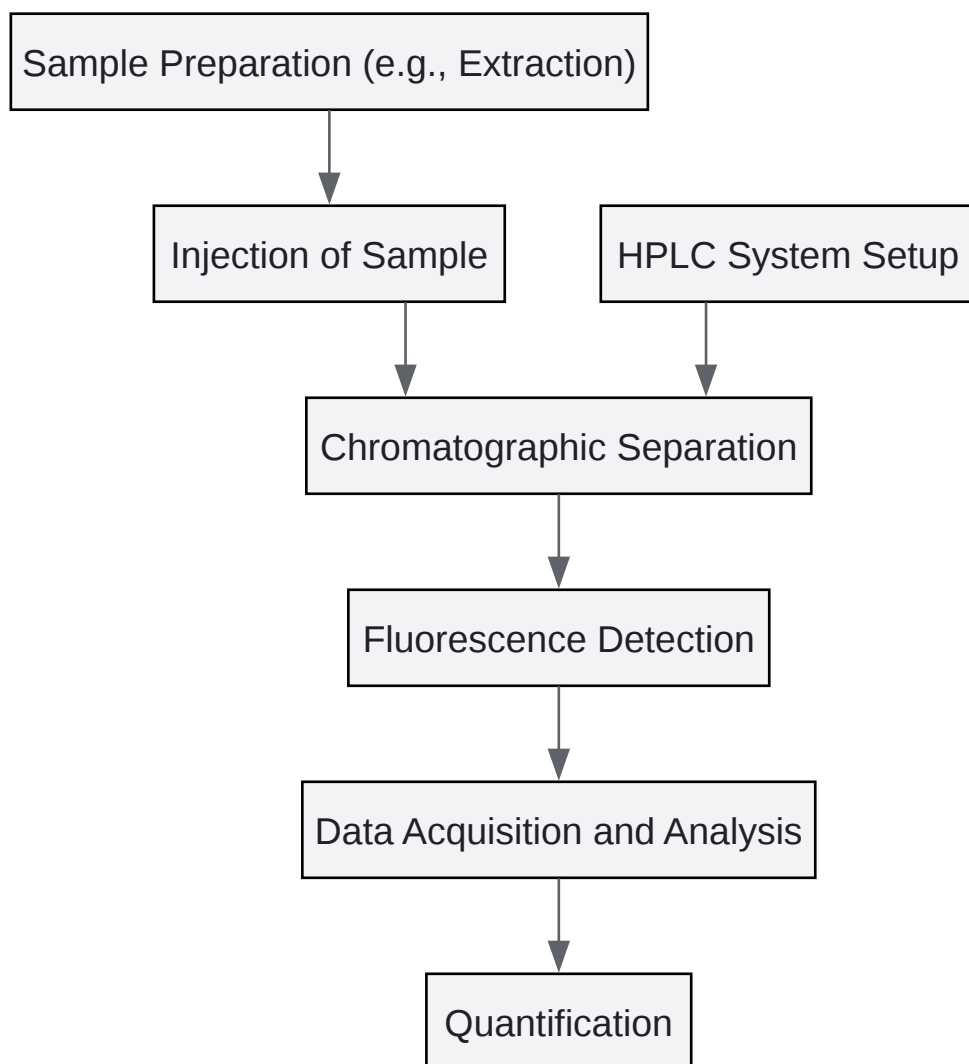 Sample Preparation (e.g., Extraction)
Injection of Sample
HPLC System Setup
Chromatographic Separation
Fluorescence Detection
Data Acquisition and Analysis
Quantification